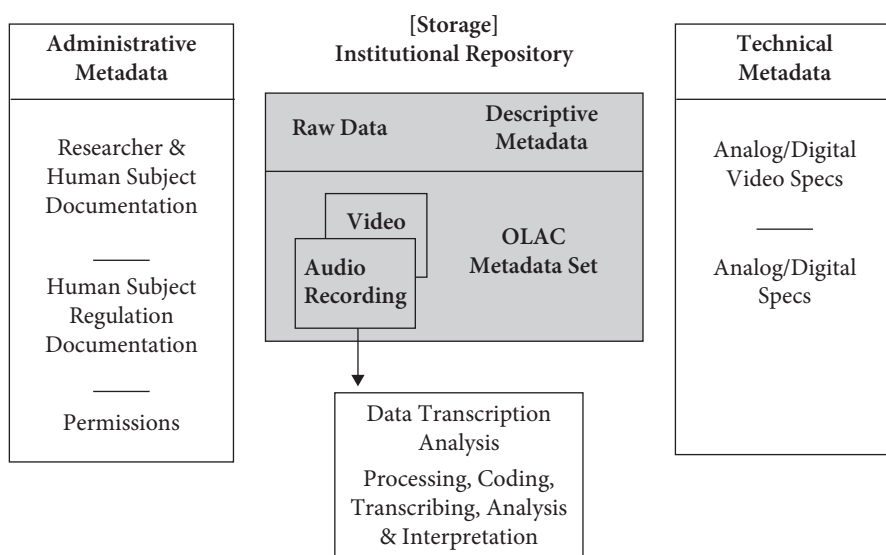 Administrative
Metadata
Researcher &
Human Subject
Documentation
Human Subject
Regulation
Documentation
Permissions
[Storage]
Institutional Repository
Raw Data
Descriptive
Metadata
Video
Audio
Recording
OLAC
Metadata Set
Data Transcription
Analysis
Processing, Coding,
Transcribing, Analysis
& Interpretation
Technical
Metadata
Analog/Digital
Video Specs
Analog/Digital
Specs